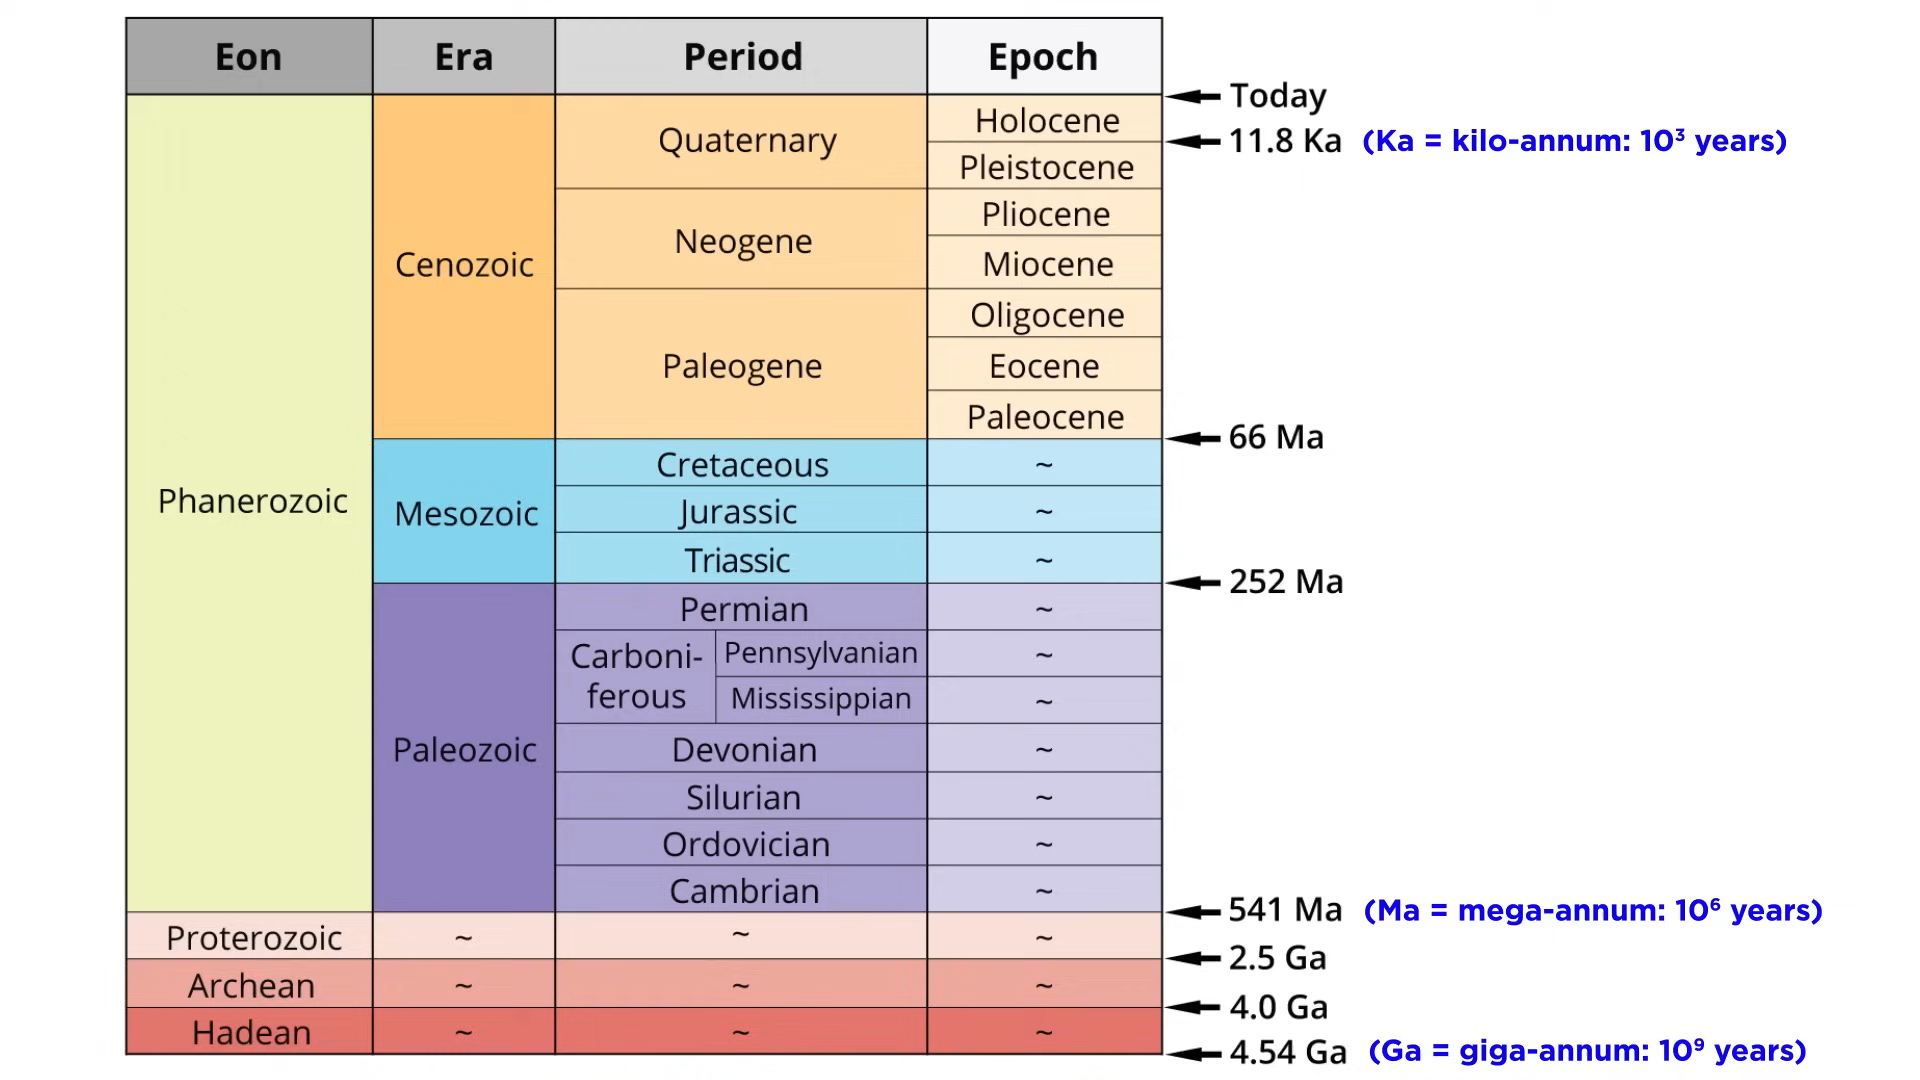 Eon Era Period Epoch
Today
Holocene
Quaternary
11.8 Ka (Ka = kilo-annum: 10³ years)
Pleistocene
Pliocene
Neogene
Cenozoic
Miocene
Oligocene
Paleogene
Eocene
Paleocene
66 Ma
Cretaceous ~
Phanerozoic
Mesozoic
Jurassic ~
Triassic ~
252 Ma
Permian ~
Carboni-
ferous
Pennsylvanian ~
Mississippian ~
Paleozoic
Devonian ~
Silurian ~
Ordovician ~
Cambrian ~
541 Ma (Ma = mega-annum: 10⁶ years)
Proterozoic ~ ~ ~
2.5 Ga
Archean ~ ~ ~
4.0 Ga
Hadean ~ ~ ~
4.54 Ga (Ga = giga-annum: 10⁹ years)